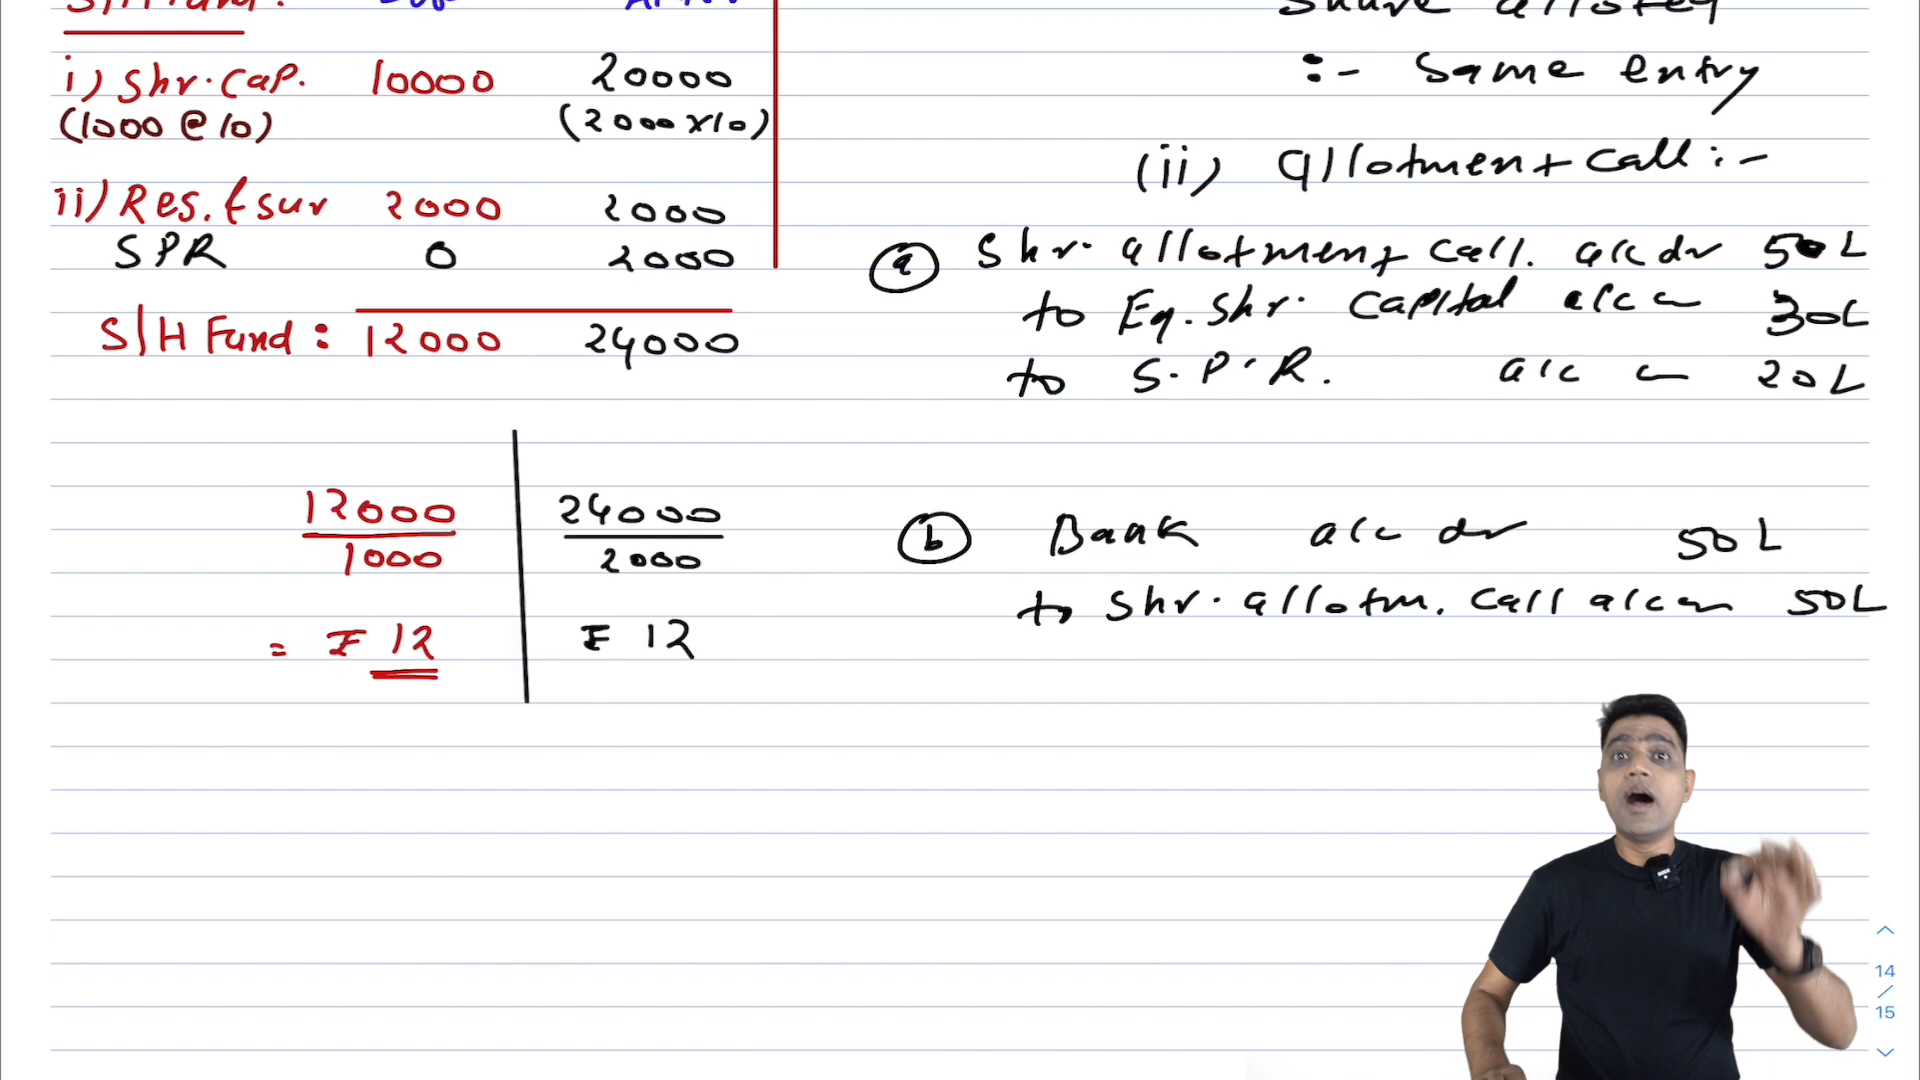 i) Shr. Cap. 10000 20000
(1000 @ 10) (2000 x 10)
ii) Res. & sur 2000 2000
SPR 0 2000
S/H Fund : 12000 24000
12000 24000
1000 2000
= ₹ 12 ₹ 12
Share allotted
:- Same entry
(ii) allotment call :-
(a) Shr. allotment call. a/c dr 50L
to Eq. Shr. Capital a/c 30L
to S.P.R. a/c 20L
(b) Bank a/c dr 50L
to Shr. allotm. call a/c 50L
14
/
15